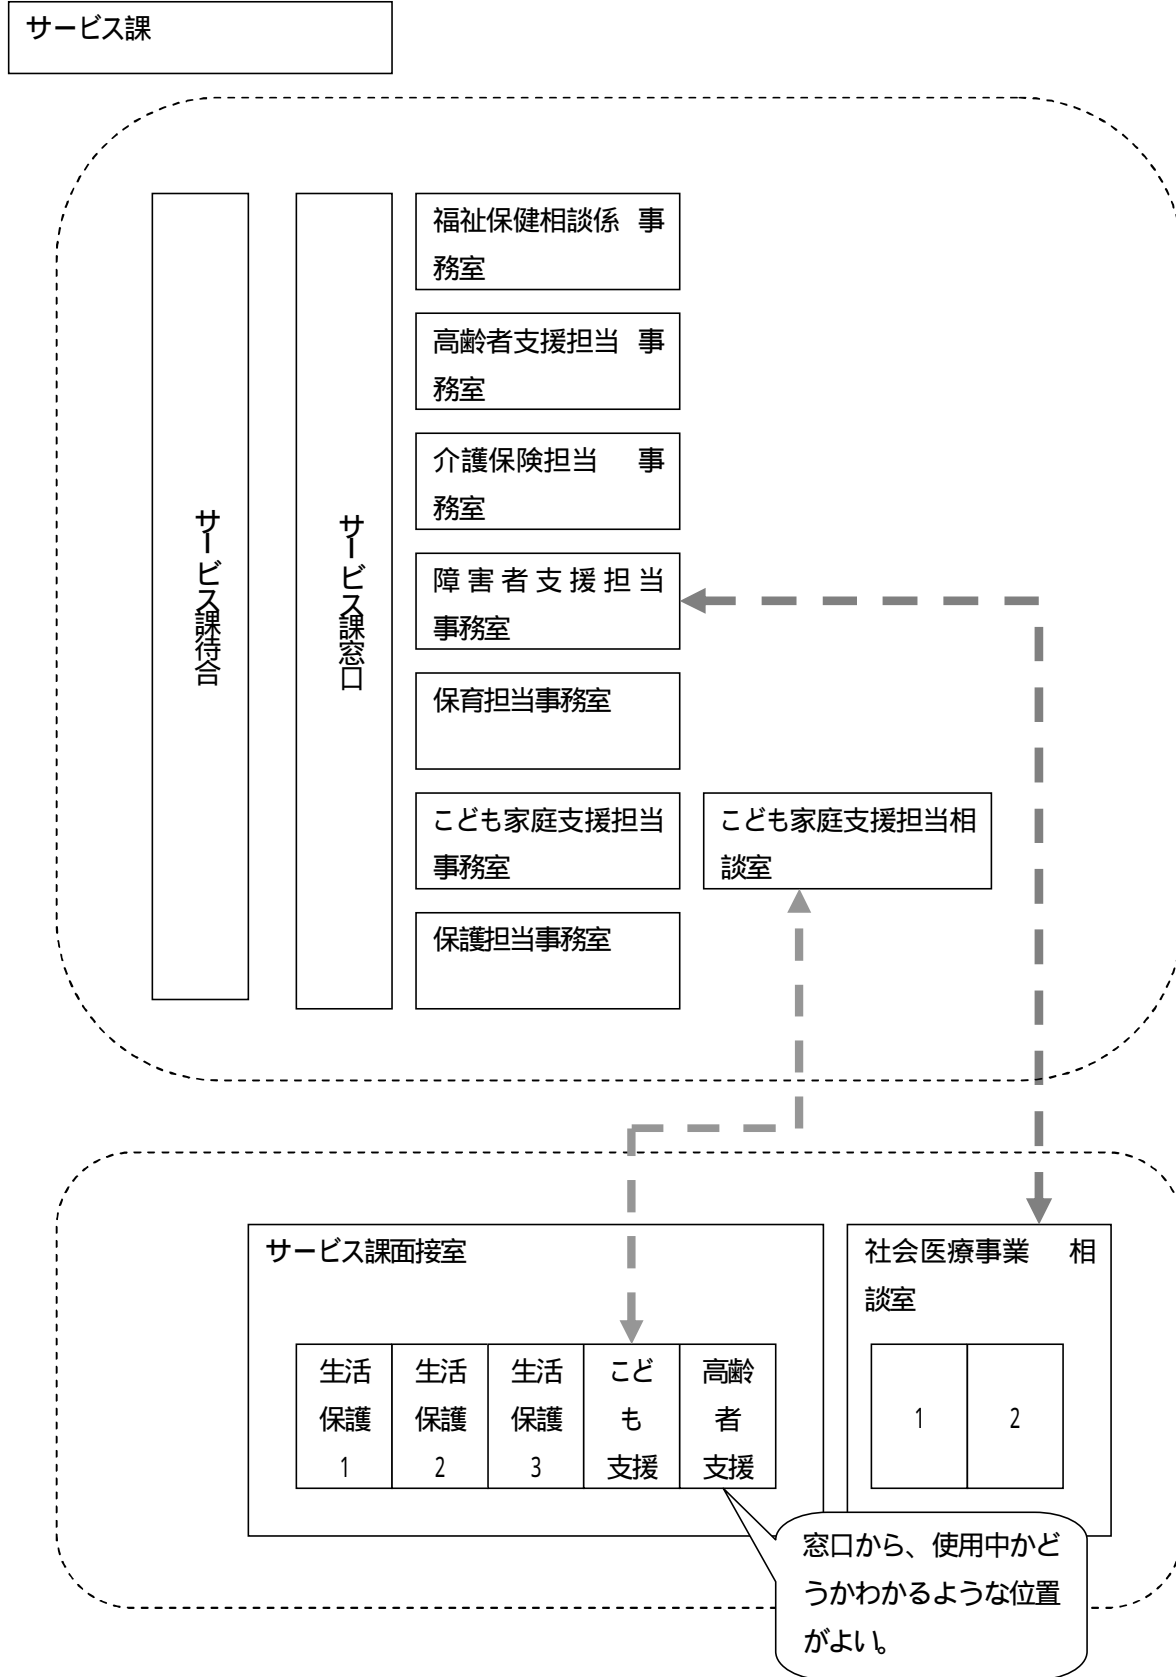 サービス課
サービス課待合
サービス課窓口
福祉保健相談係 事
務室
高齢者支援担当 事
務室
介護保険担当 事
務室
障害者支援担当
事務室
保育担当事務室
こども家庭支援担当
事務室
こども家庭支援担当相
談室
保護担当事務室
サービス課面接室
生活
保護
1
生活
保護
2
生活
保護
3
こど
も
支援
高齢
者
支援
社会医療事業 相
談室
1
2
窓口から、使用中かど
うかわかるような位置
がよい。